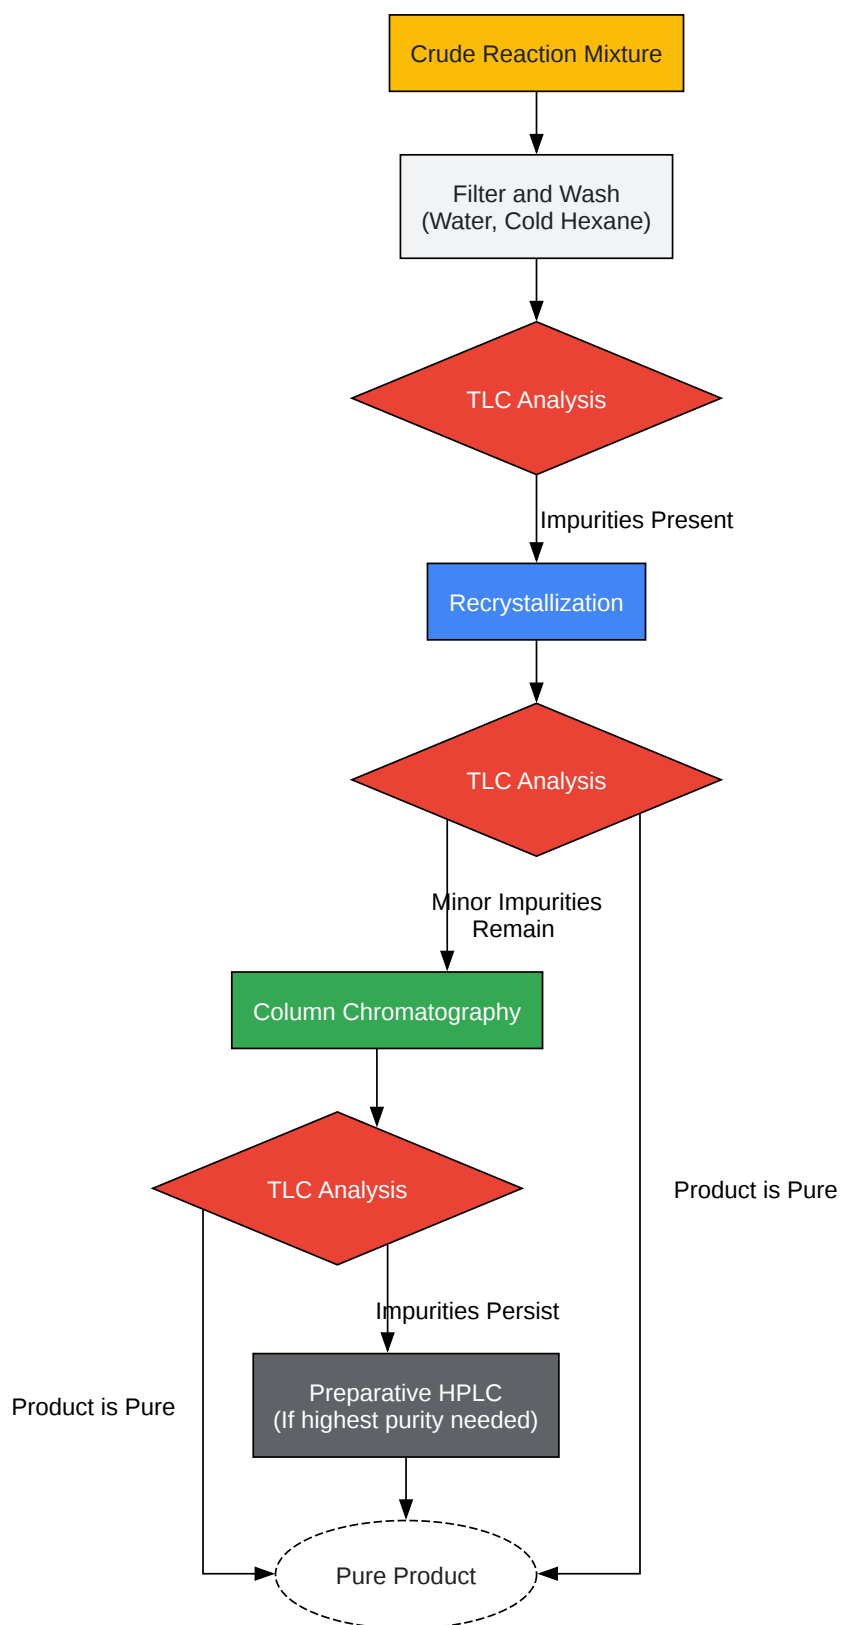 Crude Reaction Mixture
Filter and Wash
(Water, Cold Hexane)
TLC Analysis
Impurities Present
Recrystallization
TLC Analysis
Minor Impurities
Remain
Column Chromatography
TLC Analysis
Product is Pure
Impurities Persist
Preparative HPLC
(If highest purity needed)
Product is Pure
Pure Product